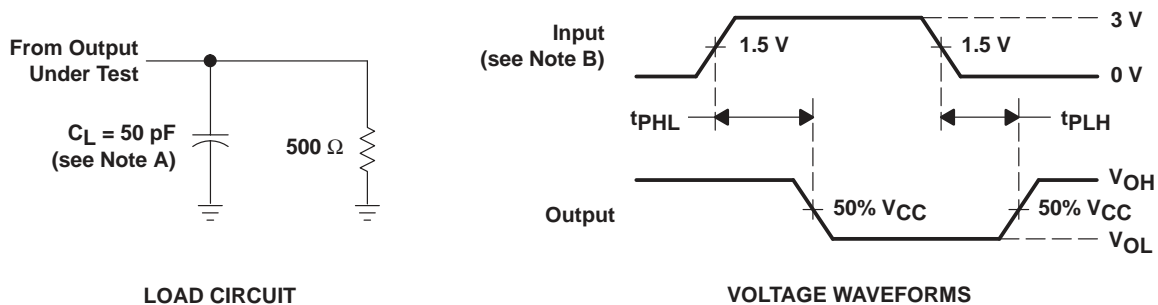 From Output
Under Test
CL = 50 pF
(see Note A)
500 Ω
LOAD CIRCUIT
Input
(see Note B)
1.5 V
1.5 V
3 V
0 V
tPHL
tPLH
Output
50% VCC
50% VCC
VOH
VOL
VOLTAGE WAVEFORMS